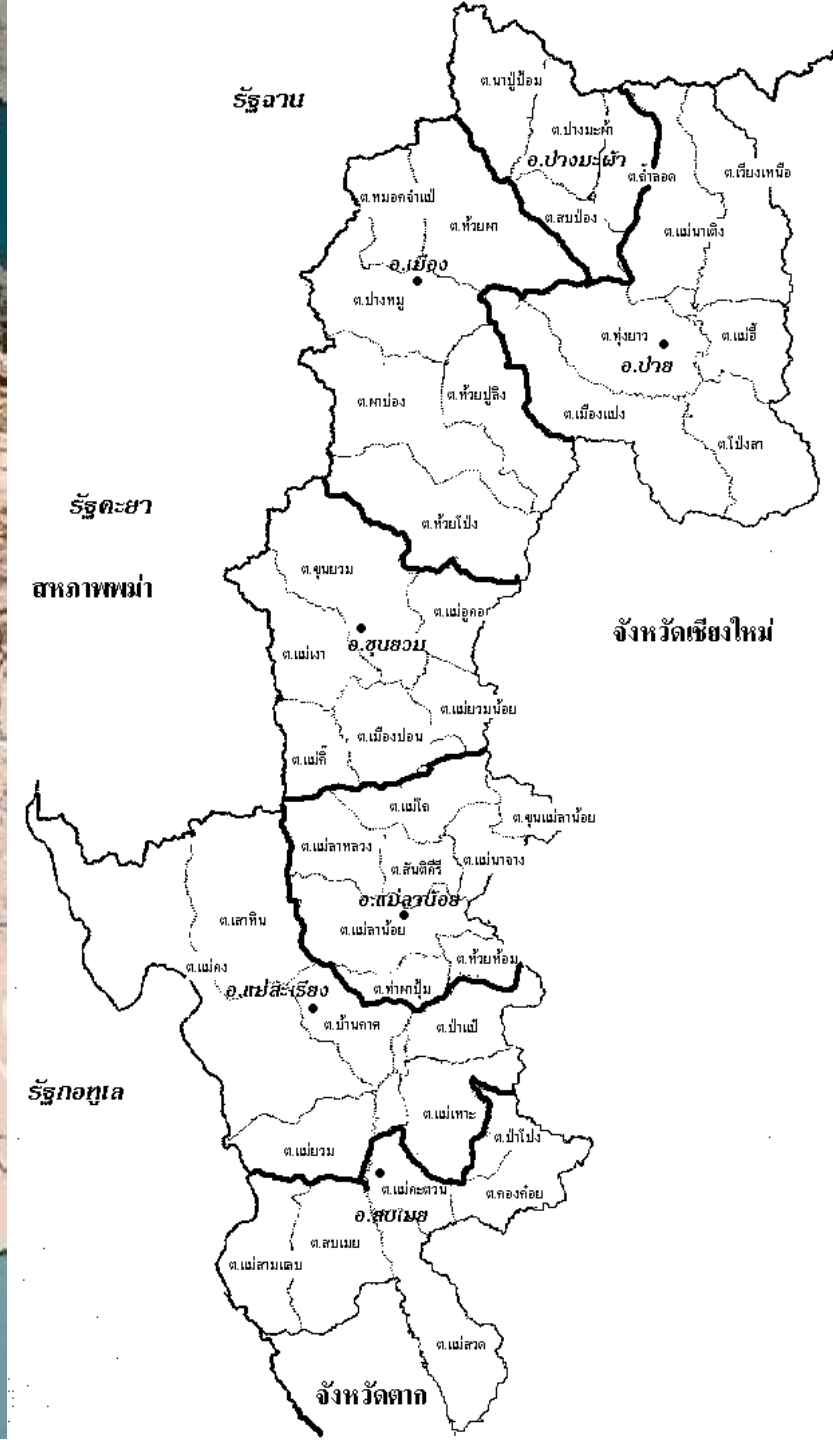 รัฐฉาน
ต.นาปู่ป้อม
ต.ปางมะผ้า
อ.ปางมะผ้า
ต.ถ้ำลอด
ต.เวียงเหนือ
ต.หมอกจำแป่
ต.ห้วยผา
ต.สบป่อง
ต.แม่นาเติง
อ.เมือง
ต.ปางหมู
ต.ทุ่งยาว
ต.แม่ฮี้
อ.ปาย
ต.ผาบ่อง
ต.ห้วยปูลิง
ต.เมืองแปง
ต.โป่งสา
รัฐคะยา
ต.ห้วยโป่ง
สหภาพพม่า
ต.ขุนยวม
ต.แม่อูคอ
จังหวัดเชียงใหม่
อ.ขุนยวม
ต.แม่เงา
ต.แม่ยวมน้อย
ต.เมืองปอน
ต.แม่กิ๊
ต.แม่โถ
ต.ขุนแม่ลาน้อย
ต.แม่ลาหลวง
ต.สันติคีรี
ต.แม่นาจาง
อ.แม่ลาน้อย
ต.เสาหิน
ต.แม่ลาน้อย
ต.ห้วยห้อม
ต.แม่คง
ต.ท่าผาปุ้ม
อ.แม่สะเรียง
ต.บ้านกาศ
ต.ป่าแป๋
รัฐกอทูเล
ต.แม่เหาะ
ต.ป่าโปง
ต.แม่ยวม
ต.แม่คะตวน
ต.กองก๋อย
อ.สบเมย
ต.สบเมย
ต.แม่สามแลบ
ต.แม่สวด
จังหวัดตาก